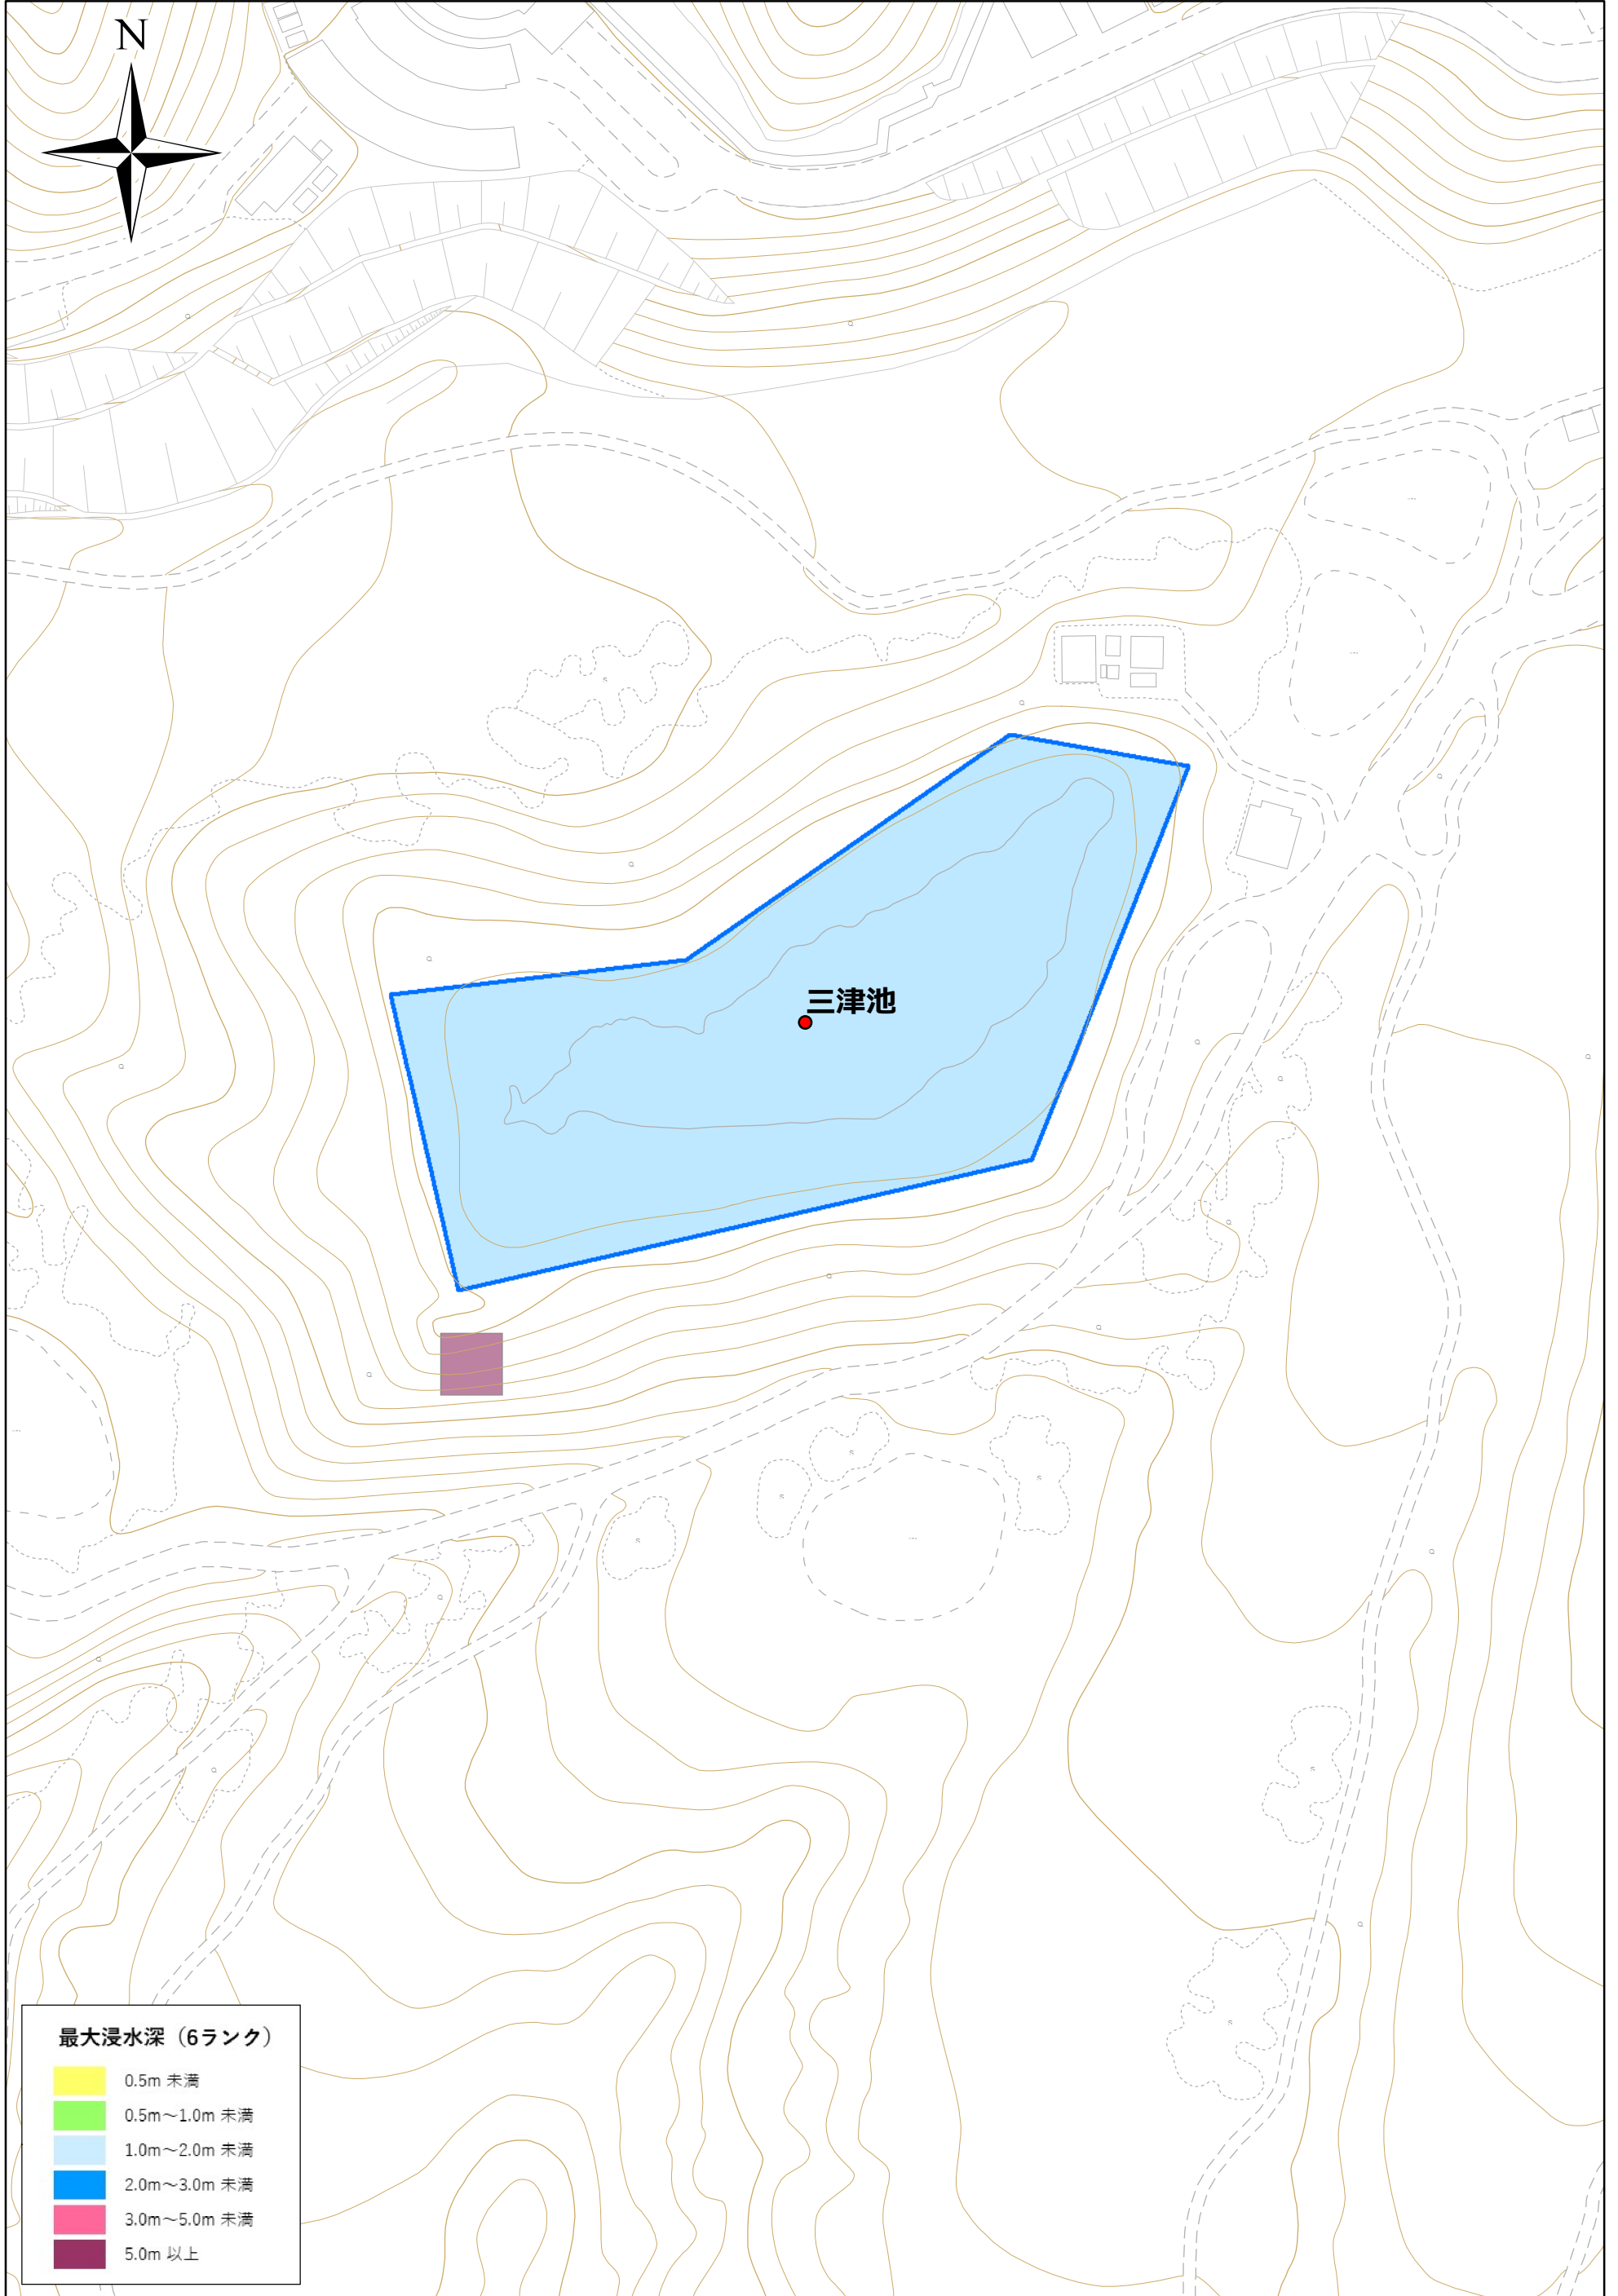 N
三津池
最大浸水深（6ランク）
0.5m 未満
0.5m～1.0m 未満
1.0m～2.0m 未満
2.0m～3.0m 未満
3.0m～5.0m 未満
5.0m 以上